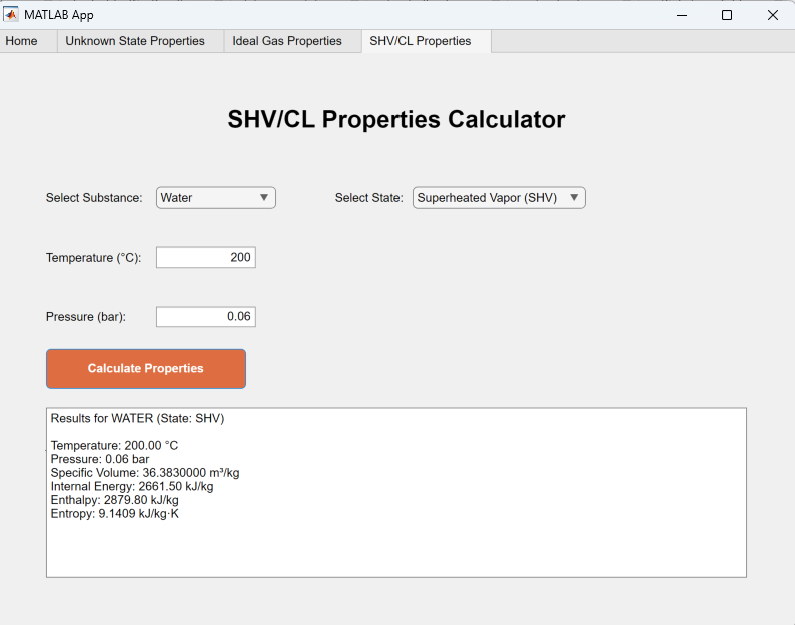 MATLAB App
Home Unknown State Properties Ideal Gas Properties SHV/CL Properties
SHV/CL Properties Calculator
Select Substance: Water Select State: Superheated Vapor (SHV)
Temperature (°C): 200
Pressure (bar): 0.06
Calculate Properties
Results for WATER (State: SHV)
Temperature: 200.00 °C
Pressure: 0.06 bar
Specific Volume: 36.3830000 m³/kg
Internal Energy: 2661.50 kJ/kg
Enthalpy: 2879.80 kJ/kg
Entropy: 9.1409 kJ/kg·K